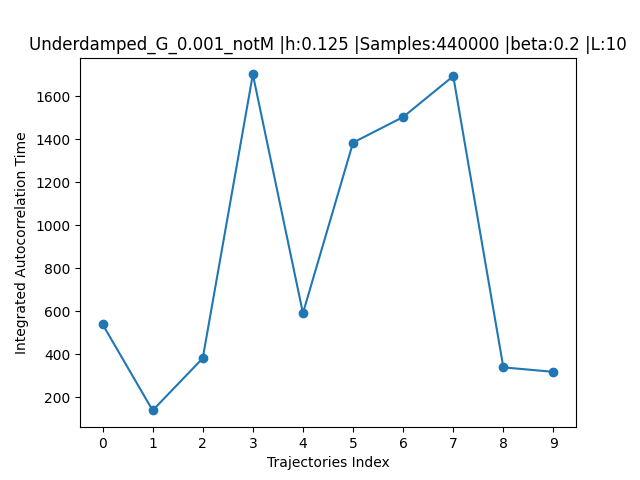 Underdamped_G_0.001_notM |h:0.125 |Samples:440000 |beta:0.2 |L:10
1600
1400
1200
1000
800
600
400
200
Integrated Autocorrelation Time
0 1 2 3 4 5 6 7 8 9
Trajectories Index